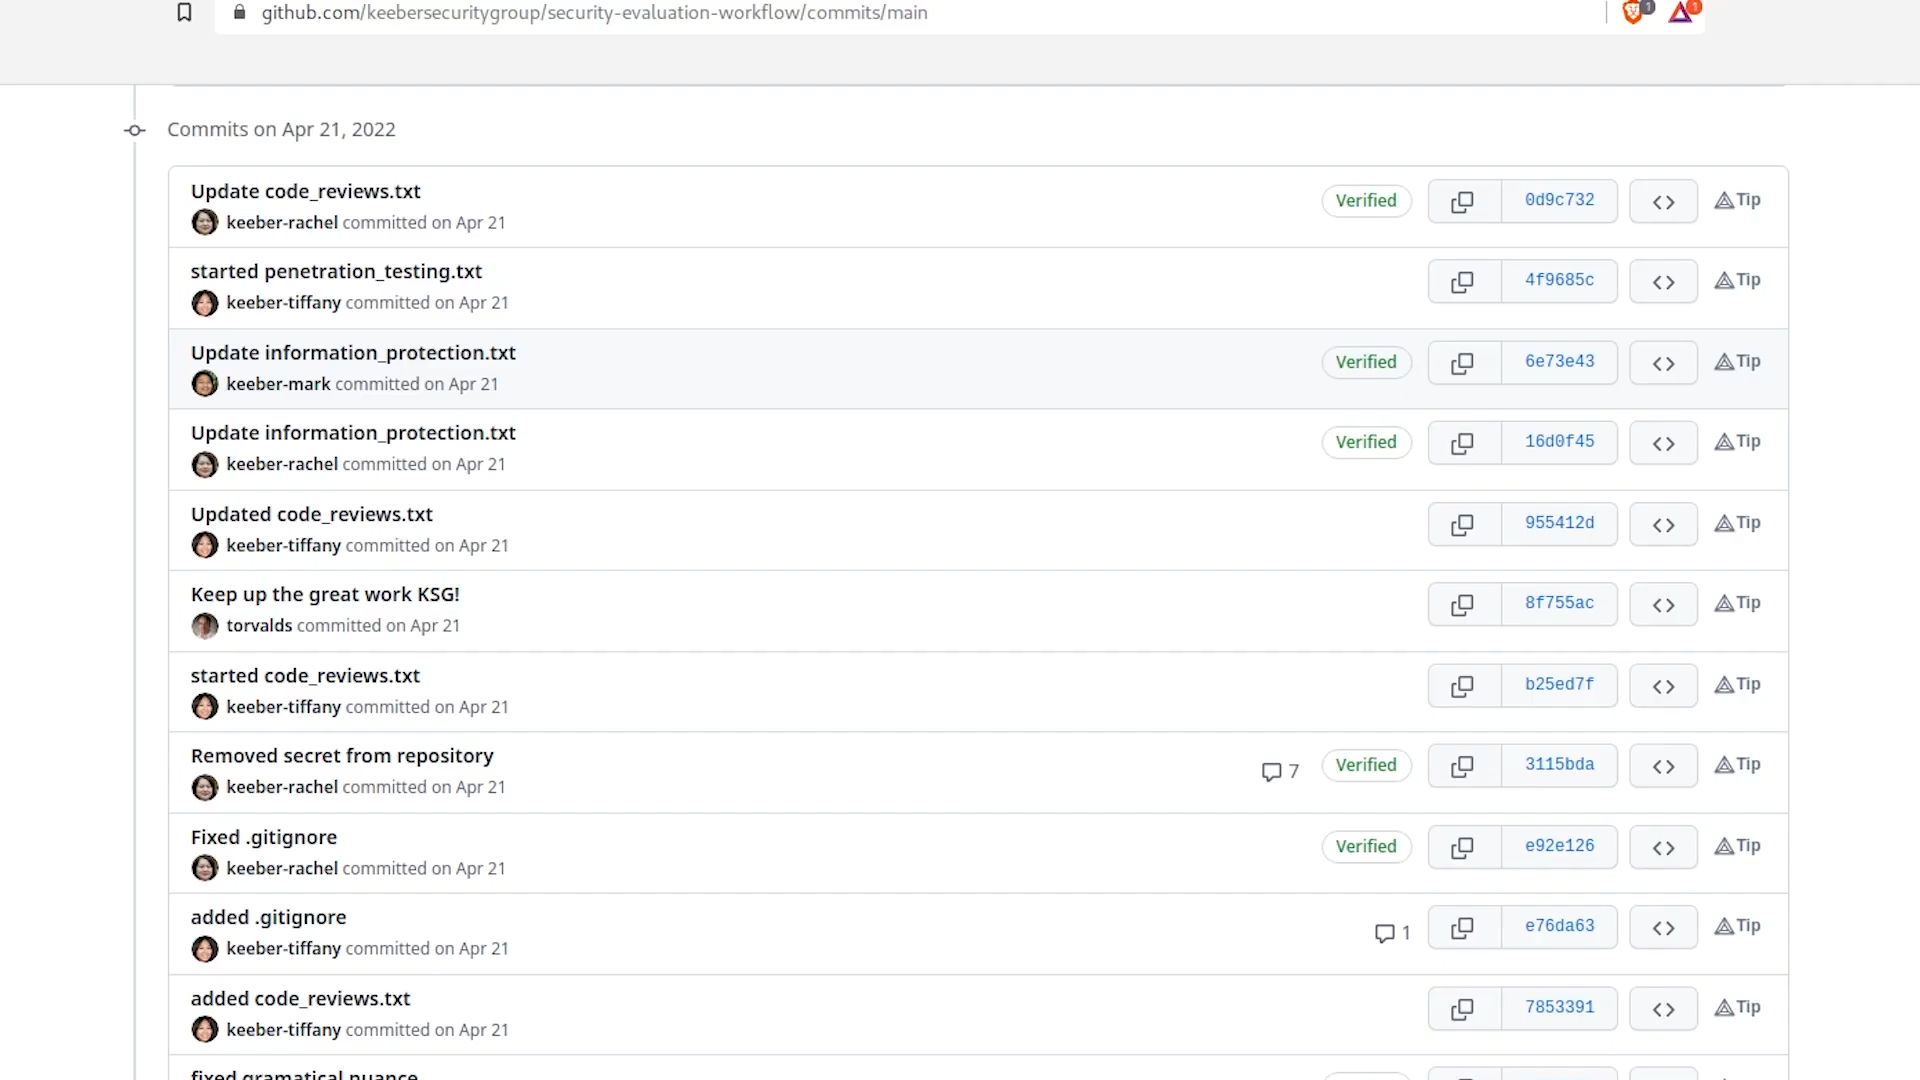 github.com/keebersecuritygroup/security-evaluation-workflow/commits/main
1
1
Commits on Apr 21, 2022
Update code_reviews.txt
keeber-rachel committed on Apr 21
Verified
0d9c732
Tip
started penetration_testing.txt
keeber-tiffany committed on Apr 21
4f9685c
Tip
Update information_protection.txt
keeber-mark committed on Apr 21
Verified
6e73e43
Tip
Update information_protection.txt
keeber-rachel committed on Apr 21
Verified
16d0f45
Tip
Updated code_reviews.txt
keeber-tiffany committed on Apr 21
955412d
Tip
Keep up the great work KSG!
torvalds committed on Apr 21
8f755ac
Tip
started code_reviews.txt
keeber-tiffany committed on Apr 21
b25ed7f
Tip
Removed secret from repository
keeber-rachel committed on Apr 21
7
Verified
3115bda
Tip
Fixed .gitignore
keeber-rachel committed on Apr 21
Verified
e92e126
Tip
added .gitignore
keeber-tiffany committed on Apr 21
1
e76da63
Tip
added code_reviews.txt
keeber-tiffany committed on Apr 21
7853391
Tip
fixed gramatical nuance